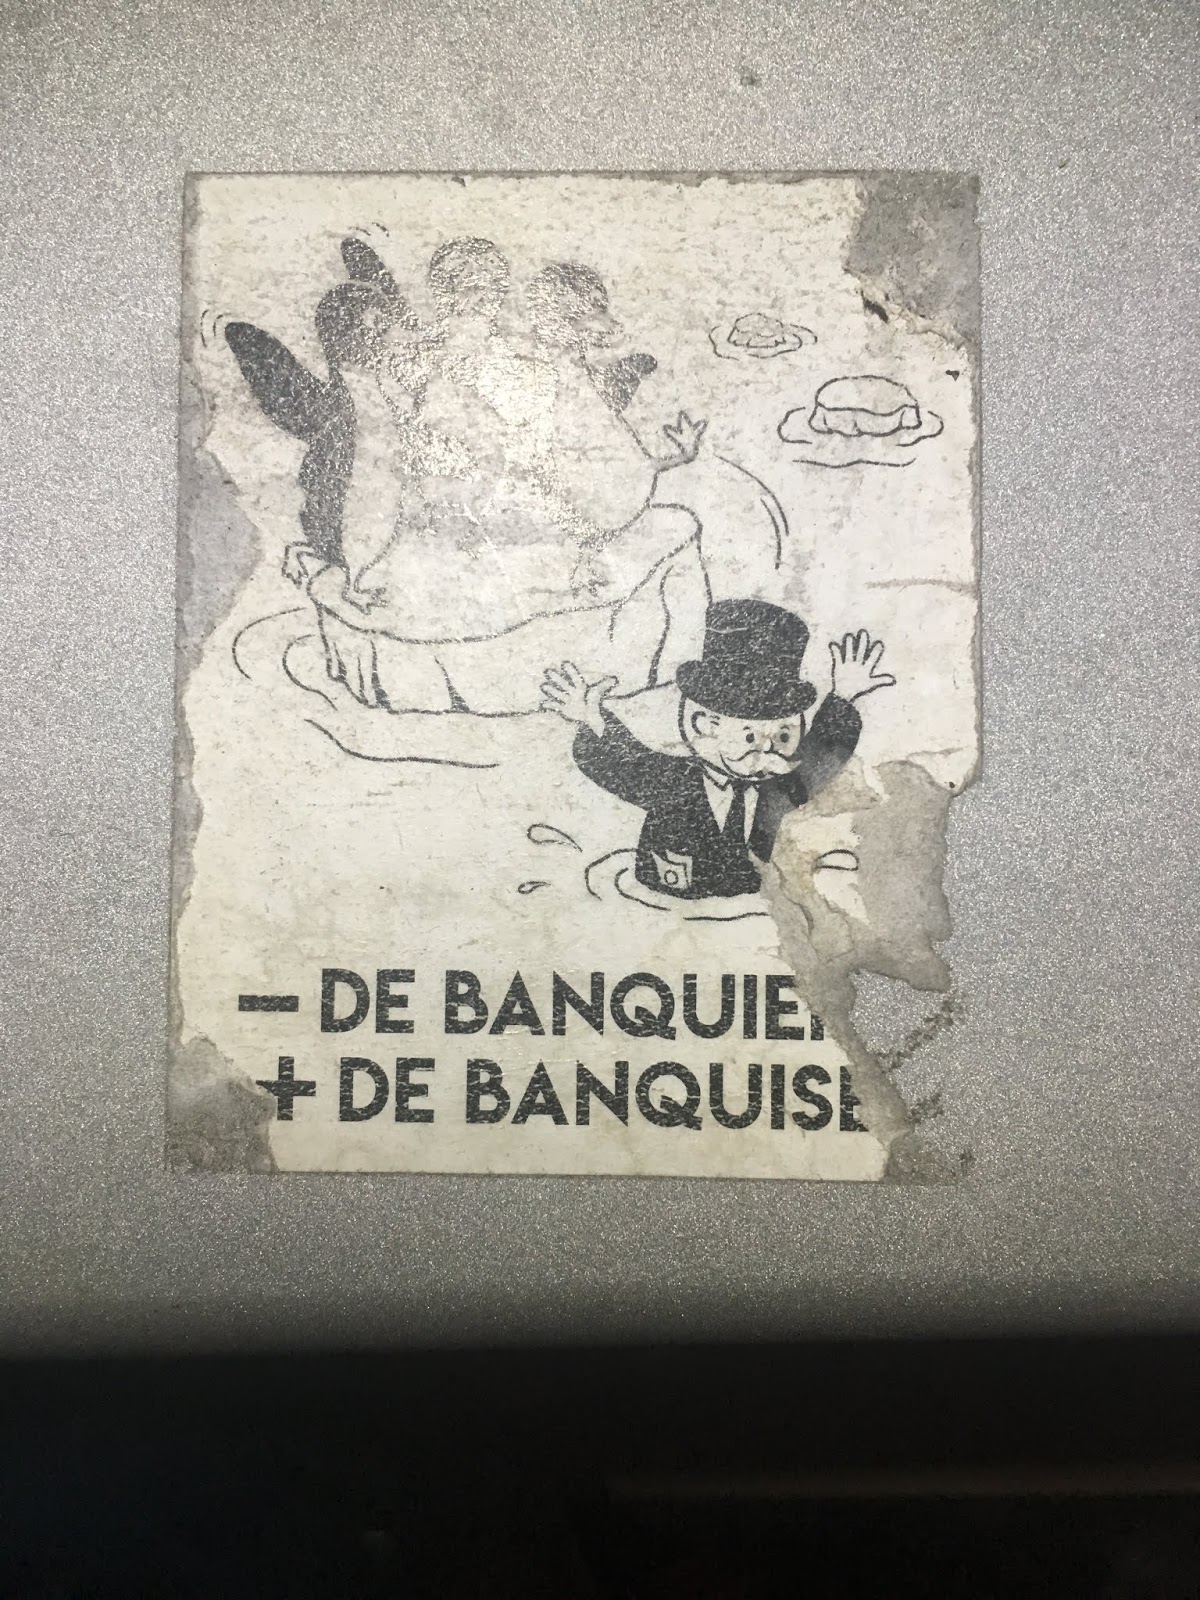 – DE BANQUIER
+ DE BANQUISE